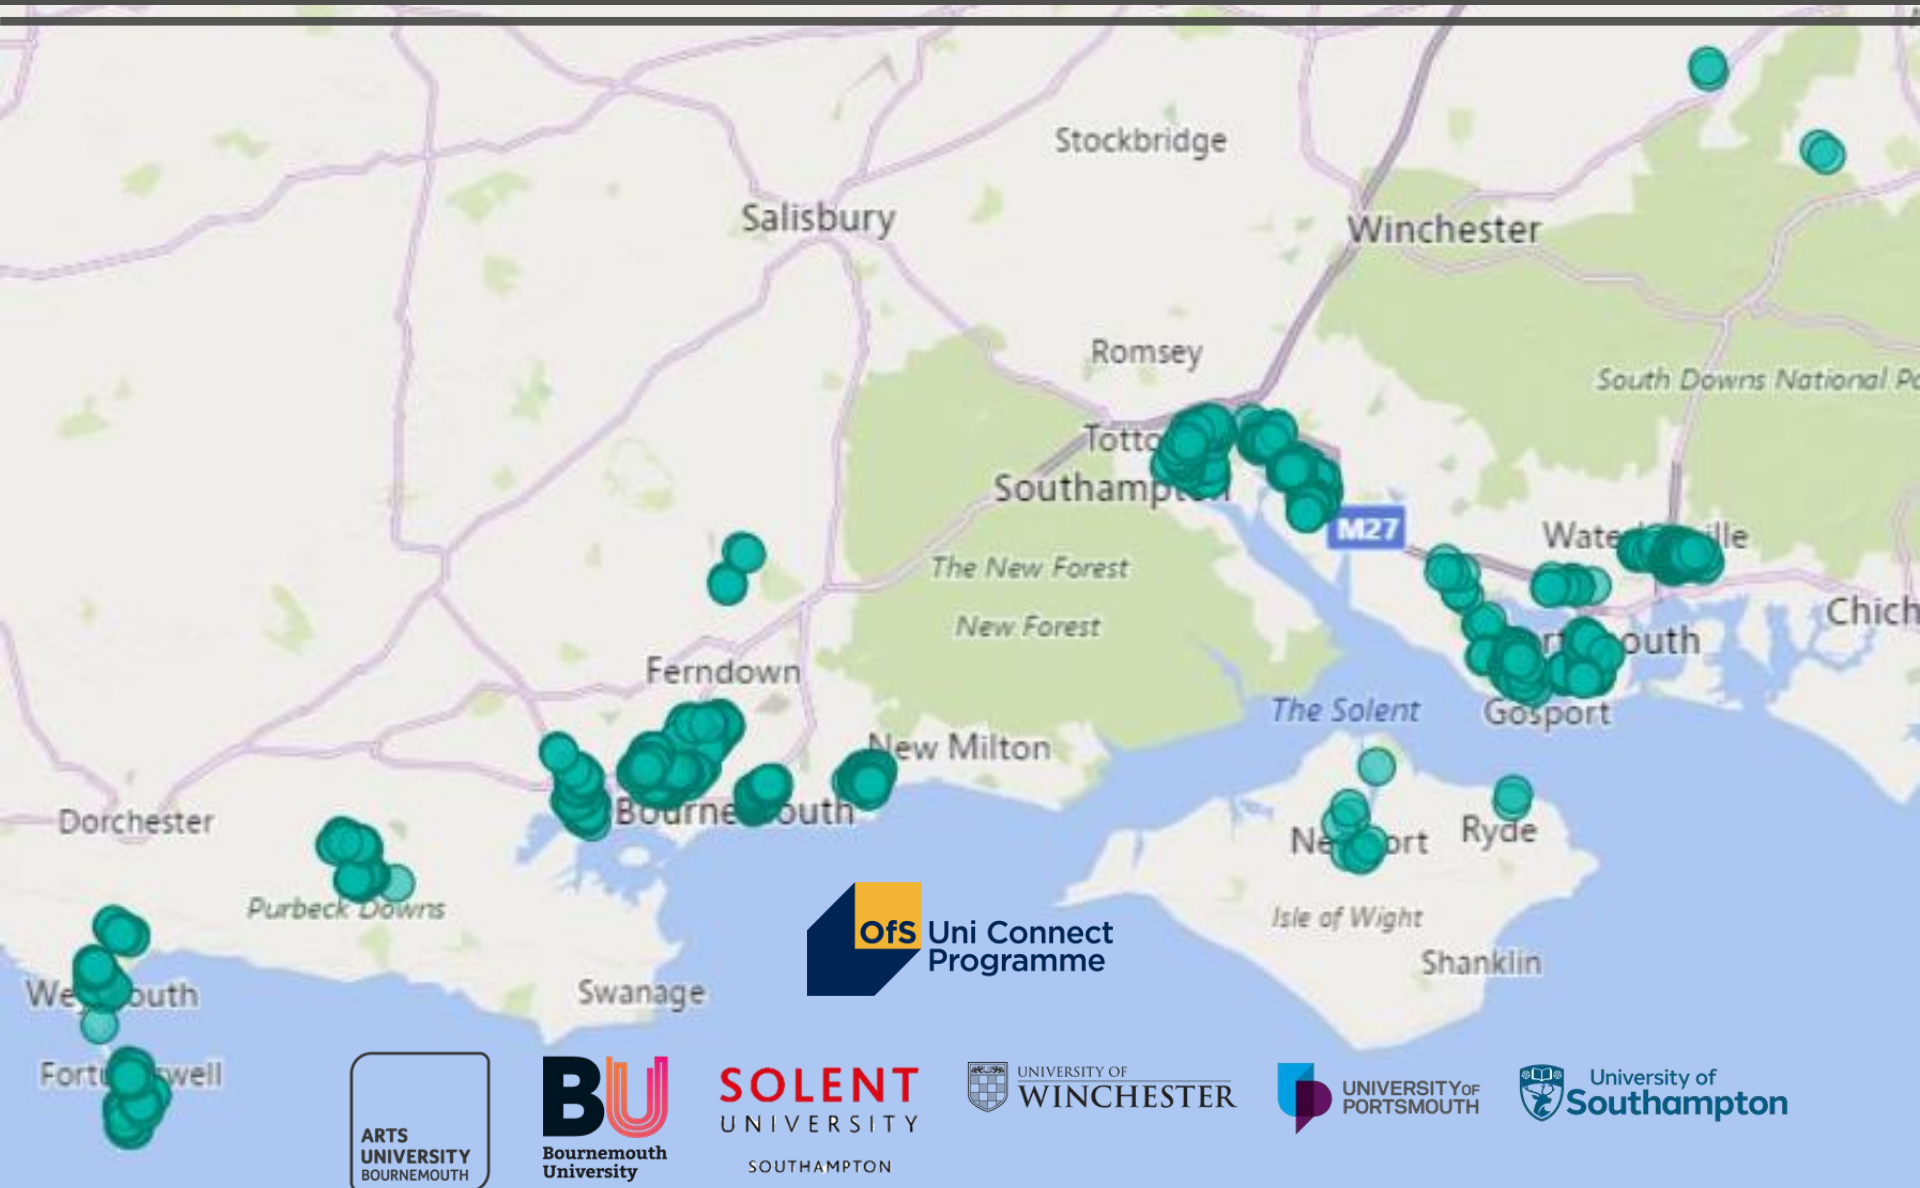 Stockbridge
Salisbury
Winchester
Romsey
South Downs National Pa
Totto
Southampton
M27
Wate ville
The New Forest
New Forest
Chich
outh
Ferndown
The Solent
Gosport
New Milton
Bourne outh
Dorchester
Ne ort
Ryde
Purbeck Downs
Isle of Wight
OfS Uni Connect
Programme
Shanklin
We outh
Swanage
Fortu swell
ARTS
UNIVERSITY
BOURNEMOUTH
BU
Bournemouth
University
SOLENT
UNIVERSITY
SOUTHAMPTON
UNIVERSITY OF
WINCHESTER
UNIVERSITY OF
PORTSMOUTH
University of
Southampton